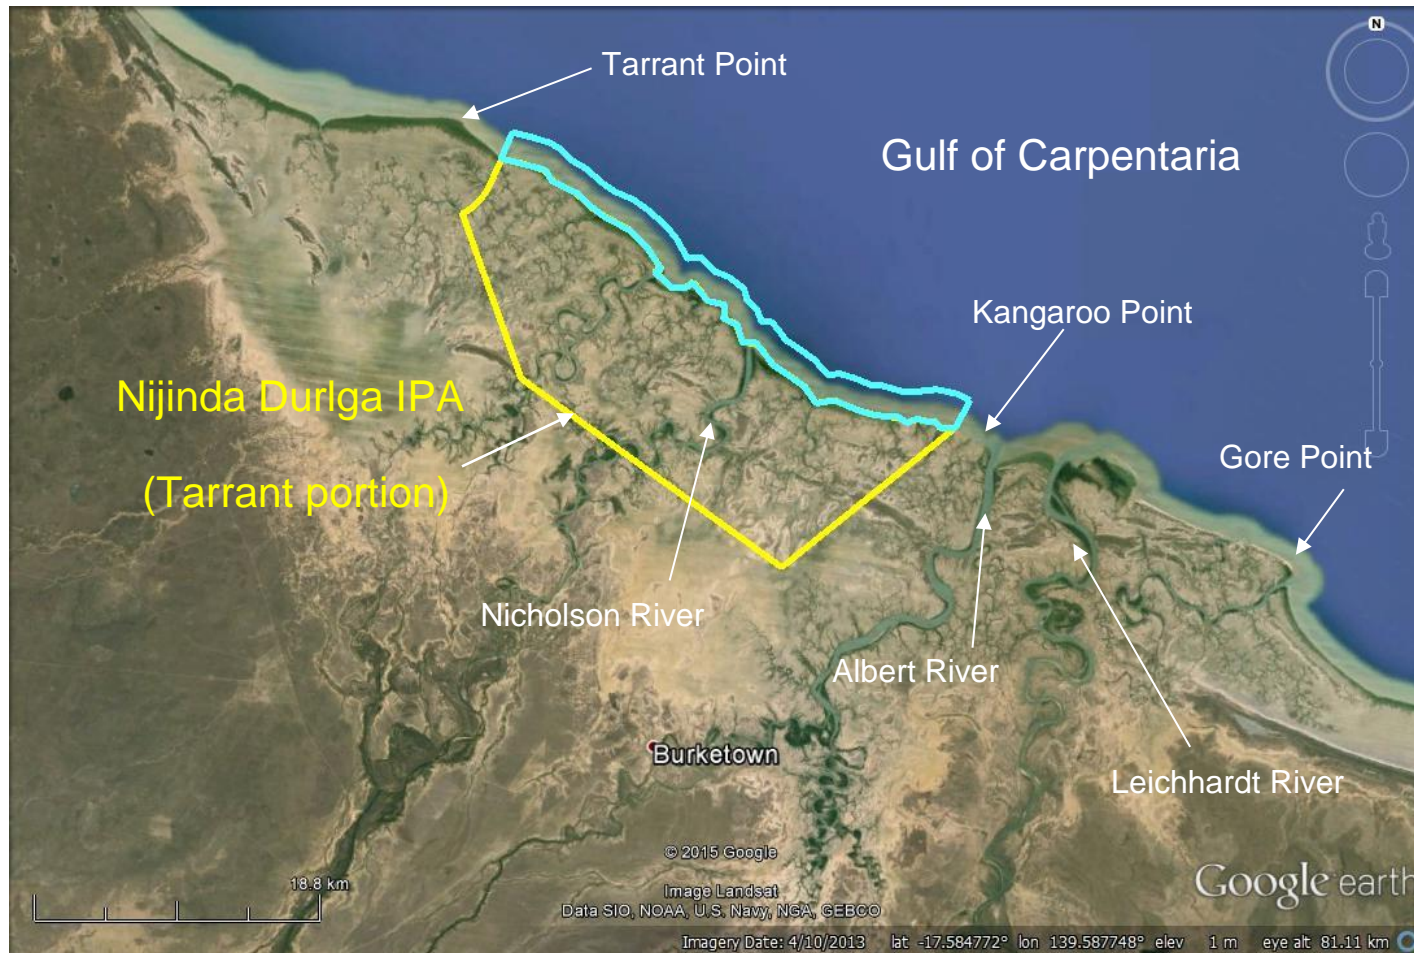 N
Tarrant Point
Gulf of Carpentaria
Kangaroo Point
Nijinda Durlga IPA
(Tarrant portion)
Gore Point
Nicholson River
Albert River
Burketown
Leichhardt River
© 2015 Google
Image Landsat
Data SIO, NOAA, U.S. Navy, NGA, GEBCO
18.8 km
Google earth
Imagery Date: 4/10/2013 lat -17.584772° lon 139.587748° elev 1 m eye alt 81.11 km